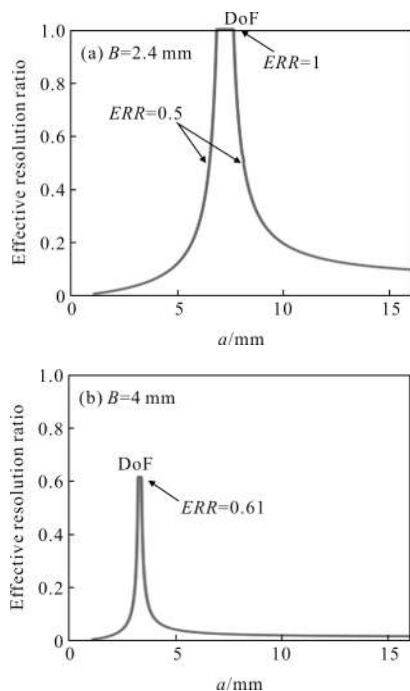 DoF
1.0
(a) B=2.4 mm
ERR=1
0.8
ERR=0.5
0.6
0.4
0.2
0
0 5 10 15
Effective resolution ratio
a/mm
1.0
(b) B=4 mm
0.8
DoF
0.6
ERR=0.61
0.4
0.2
0
0 5 10 15
Effective resolution ratio
a/mm